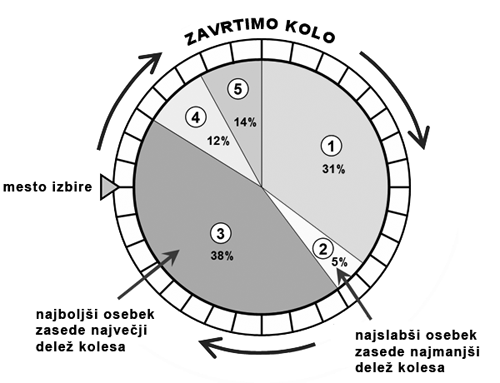 ZAVRTIMO KOLO
5
14%
4
12%
1
31%
mesto izbire
3
38%
2
5%
najboljši osebek
zasede največji
delež kolesa
najslabši osebek
zasede najmanjši
delež kolesa